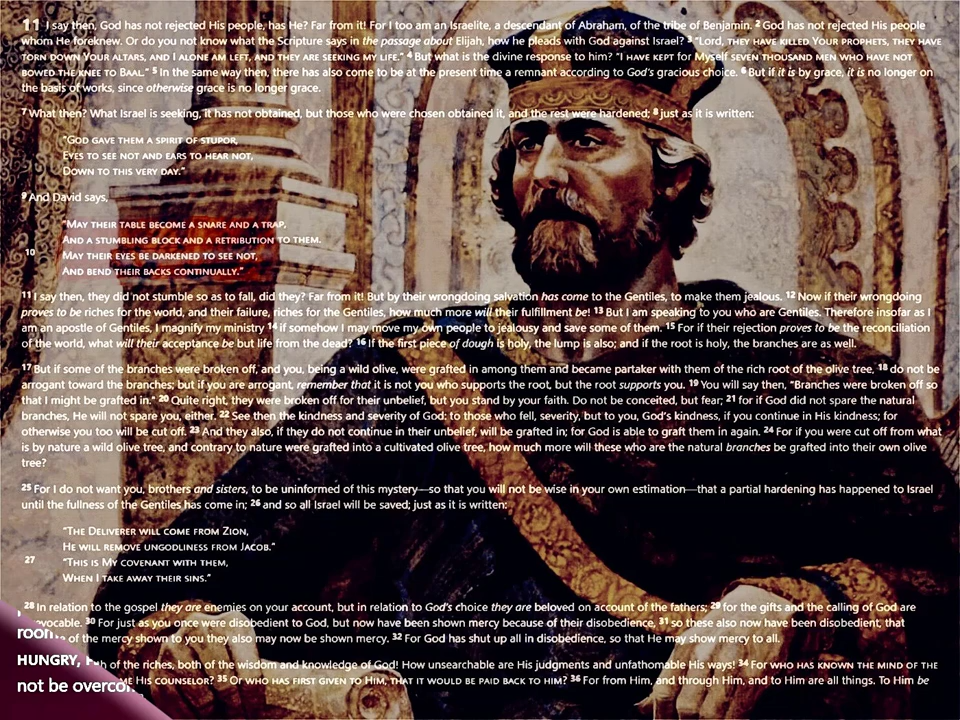 11 I say then, God has not rejected His people, has He? Far from it! For I too am an Israelite, a descendant of Abraham, of the tribe of Benjamin. 2 God has not rejected His people
whom He foreknew. Or do you not know what the Scripture says in the passage about Elijah, how he pleads with God against Israel? 3 "Lord, THEY HAVE KILLED YOUR PROPHETS, THEY HAVE
TORN DOWN YOUR ALTARS, AND I ALONE AM LEFT, AND THEY ARE SEEKING MY LIFE." 4 But what is the divine response to him? "I HAVE KEPT for Myself SEVEN THOUSAND MEN WHO HAVE NOT
BOWED THE KNEE TO BAAL." 5 In the same way then, there has also come to be at the present time a remnant according to God's gracious choice. 6 But if it is by grace, it is no longer on
the basis of works, since otherwise grace is no longer grace.
7 What then? What Israel is seeking, it has not obtained, but those who were chosen obtained it, and the rest were hardened; 8 just as it is written:
"GOD GAVE THEM A SPIRIT OF STUPOR,
EYES TO SEE NOT AND EARS TO HEAR NOT,
DOWN TO THIS VERY DAY."
9 And David says,
"MAY THEIR TABLE BECOME A SNARE AND A TRAP,
AND A STUMBLING BLOCK AND A RETRIBUTION TO THEM.
10 MAY THEIR EYES BE DARKENED TO SEE NOT,
AND BEND THEIR BACKS CONTINUALLY."
11 I say then, they did not stumble so as to fall, did they? Far from it! But by their wrongdoing salvation has come to the Gentiles, to make them jealous. 12 Now if their wrongdoing
proves to be riches for the world, and their failure, riches for the Gentiles, how much more will their fulfillment be! 13 But I am speaking to you who are Gentiles. Therefore insofar as I
am an apostle of Gentiles, I magnify my ministry 14 if somehow I may move my own people to jealousy and save some of them. 15 For if their rejection proves to be the reconciliation
of the world, what will their acceptance be but life from the dead? 16 If the first piece of dough is holy, the lump is also; and if the root is holy, the branches are as well.
17 But if some of the branches were broken off, and you, being a wild olive, were grafted in among them and became partaker with them of the rich root of the olive tree, 18 do not be
arrogant toward the branches; but if you are arrogant, remember that it is not you who supports the root, but the root supports you. 19 You will say then, "Branches were broken off so
that I might be grafted in." 20 Quite right, they were broken off for their unbelief, but you stand by your faith. Do not be conceited, but fear; 21 for if God did not spare the natural
branches, He will not spare you, either. 22 See then the kindness and severity of God: to those who fell, severity, but to you, God's kindness, if you continue in His kindness; for
otherwise you too will be cut off. 23 And they also, if they do not continue in their unbelief, will be grafted in; for God is able to graft them in again. 24 For if you were cut off from what
is by nature a wild olive tree, and contrary to nature were grafted into a cultivated olive tree, how much more will these who are the natural branches be grafted into their own olive
tree?
25 For I do not want you, brothers and sisters, to be uninformed of this mystery—so that you will not be wise in your own estimation—that a partial hardening has happened to Israel
until the fullness of the Gentiles has come in; 26 and so all Israel will be saved; just as it is written:
"THE DELIVERER WILL COME FROM ZION,
HE WILL REMOVE UNGODLINESS FROM JACOB."
27 "THIS IS MY COVENANT WITH THEM,
WHEN I TAKE AWAY THEIR SINS."
28 In relation to the gospel they are enemies on your account, but in relation to God's choice they are beloved on account of the fathers; 29 for the gifts and the calling of God are
30 For just as you once were disobedient to God, but now have been shown mercy because of their disobedience, 31 so these also now have been disobedient, that
room
of the mercy shown to you they also may now be shown mercy. 32 For God has shut up all in disobedience, so that He may show mercy to all.
HUNGRY,
of the riches, both of the wisdom and knowledge of God! How unsearchable are His judgments and unfathomable His ways! 34 For WHO HAS KNOWN THE MIND OF THE
not be
HIS COUNSELOR? 35 Or WHO HAS FIRST GIVEN TO HIM, THAT IT WOULD BE PAID BACK TO HIM? 36 For from Him, and through Him, and to Him are all things. To Him be